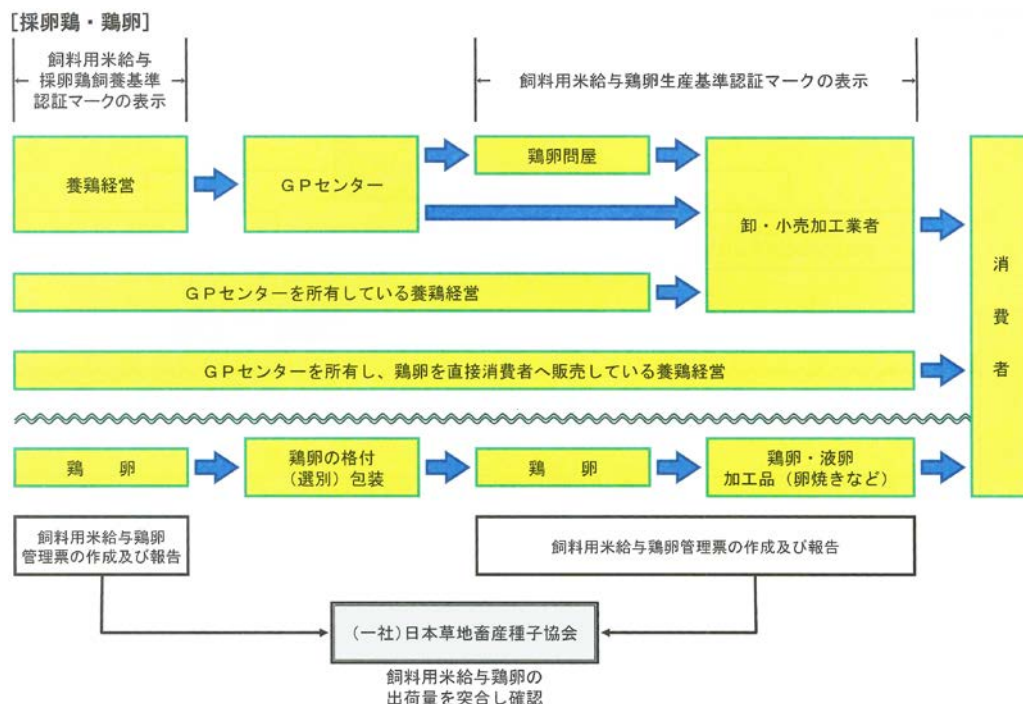 [採卵鶏・鶏卵]
飼料用米給与
採卵鶏飼養基準
認証マークの表示
飼料用米給与鶏卵生産基準認証マークの表示
養鶏経営
GPセンター
鶏卵問屋
卸・小売加工業者
消費者
GPセンターを所有している養鶏経営
GPセンターを所有し、鶏卵を直接消費者へ販売している養鶏経営
鶏 卵
鶏卵の格付
(選別)包装
鶏 卵
鶏卵・液卵
加工品(卵焼きなど)
飼料用米給与鶏卵
管理票の作成及び報告
飼料用米給与鶏卵管理票の作成及び報告
(一社)日本草地畜産種子協会
飼料用米給与鶏卵の
出荷量を突合し確認